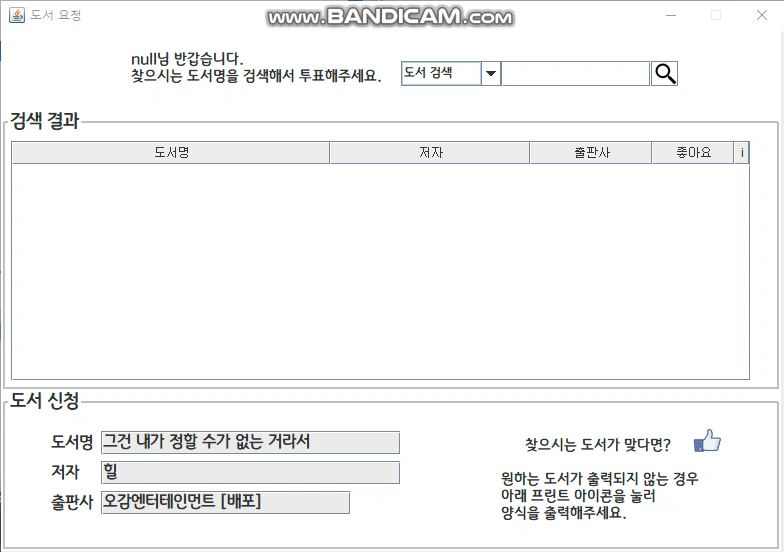 도서 요청
www.BANDICAM.com
null님 반갑습니다.
찾으시는 도서명을 검색해서 투표해주세요.
도서 검색
검색 결과
도서명 저자 출판사 좋아요 i
도서 신청
도서명 그건 내가 정할 수가 없는 거라서
저자 힐
출판사 오감엔터테인먼트 [배포]
찾으시는 도서가 맞다면?
원하는 도서가 출력되지 않는 경우
아래 프린트 아이콘을 눌러
양식을 출력해주세요.